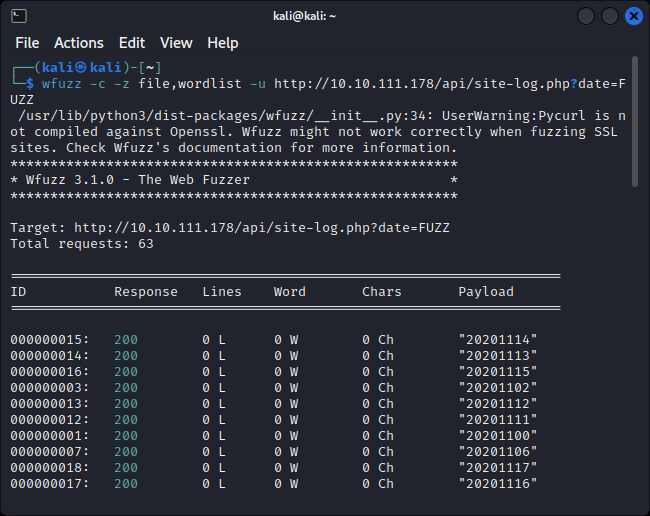 kali@kali: ~
File Actions Edit View Help
┌──(kali㉿kali)-[~]
└─$ wfuzz -c -z file,wordlist -u http://10.10.111.178/api/site-log.php?date=F
UZZ
 /usr/lib/python3/dist-packages/wfuzz/__init__.py:34: UserWarning:Pycurl is n
ot compiled against Openssl. Wfuzz might not work correctly when fuzzing SSL
sites. Check Wfuzz's documentation for more information.
********************************************************
* Wfuzz 3.1.0 - The Web Fuzzer                         *
********************************************************
Target: http://10.10.111.178/api/site-log.php?date=FUZZ
Total requests: 63
=====================================================================
ID           Response   Lines    Word       Chars       Payload
=====================================================================
000000015:   200        0 L      0 W        0 Ch        "20201114"
000000014:   200        0 L      0 W        0 Ch        "20201113"
000000016:   200        0 L      0 W        0 Ch        "20201115"
000000003:   200        0 L      0 W        0 Ch        "20201102"
000000013:   200        0 L      0 W        0 Ch        "20201112"
000000012:   200        0 L      0 W        0 Ch        "20201111"
000000001:   200        0 L      0 W        0 Ch        "20201100"
000000007:   200        0 L      0 W        0 Ch        "20201106"
000000018:   200        0 L      0 W        0 Ch        "20201117"
000000017:   200        0 L      0 W        0 Ch        "20201116"